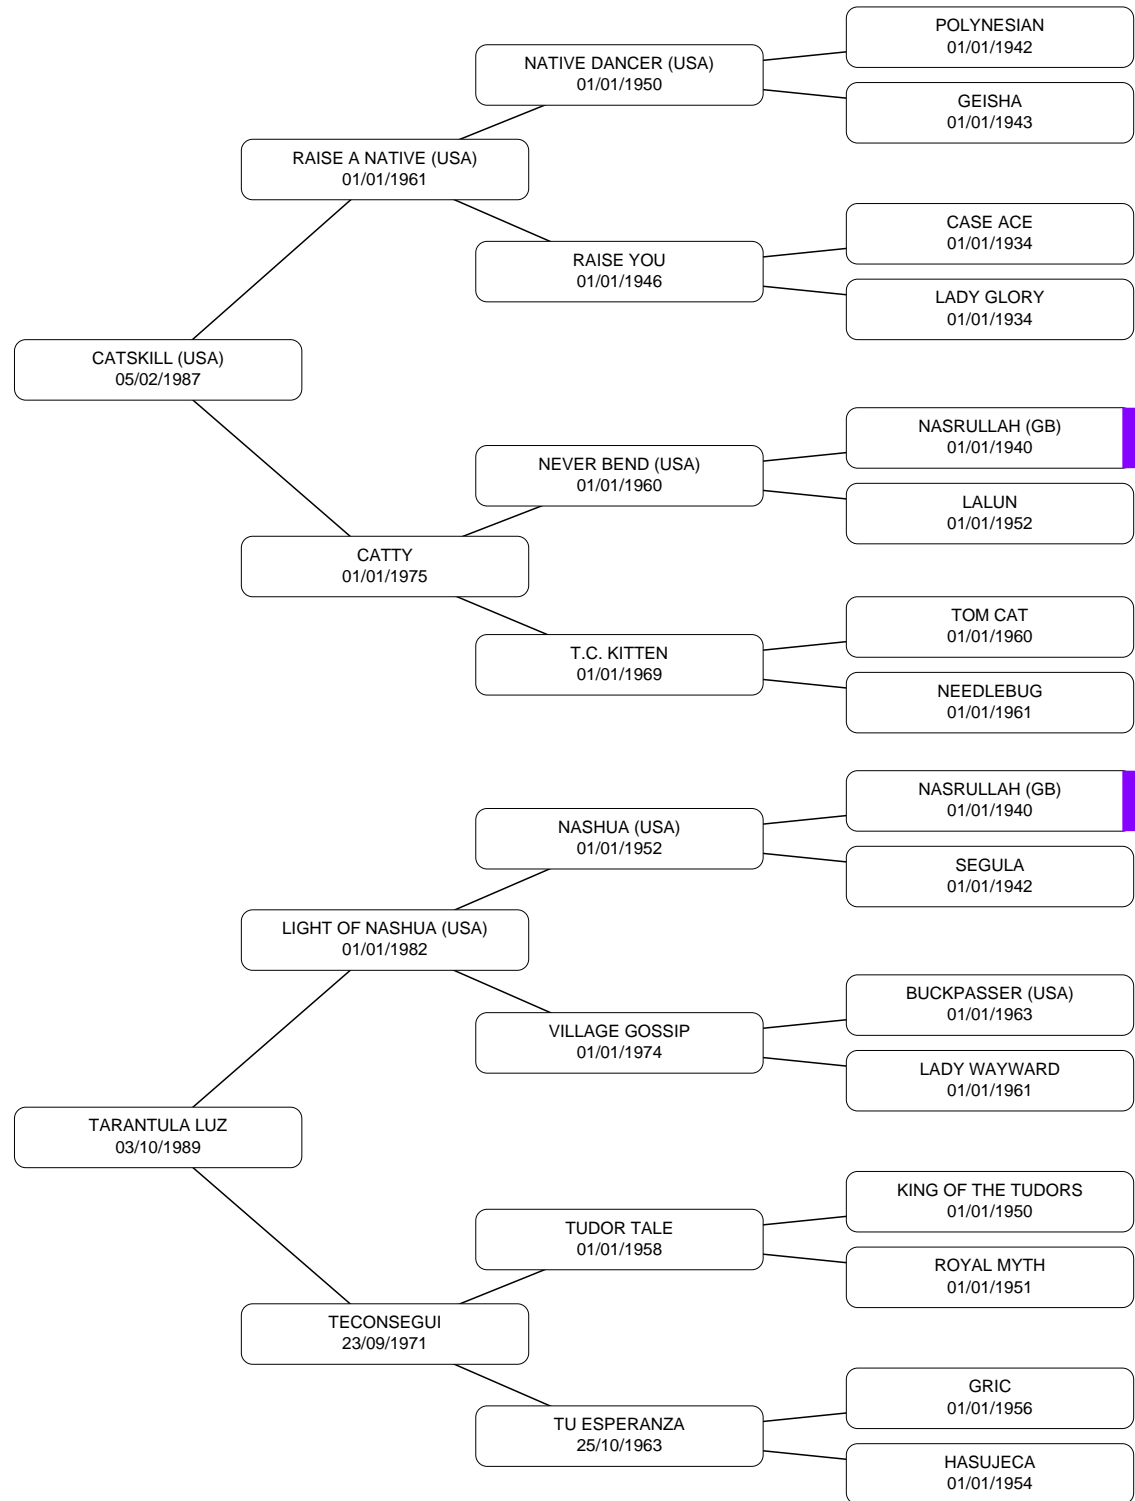 POLYNESIAN
01/01/1942
NATIVE DANCER (USA)
01/01/1950
GEISHA
01/01/1943
RAISE A NATIVE (USA)
01/01/1961
CASE ACE
01/01/1934
RAISE YOU
01/01/1946
LADY GLORY
01/01/1934
CATSKILL (USA)
05/02/1987
NASRULLAH (GB)
01/01/1940
NEVER BEND (USA)
01/01/1960
LALUN
01/01/1952
CATTY
01/01/1975
TOM CAT
01/01/1960
T.C. KITTEN
01/01/1969
NEEDLEBUG
01/01/1961
NASRULLAH (GB)
01/01/1940
NASHUA (USA)
01/01/1952
SEGULA
01/01/1942
LIGHT OF NASHUA (USA)
01/01/1982
BUCKPASSER (USA)
01/01/1963
VILLAGE GOSSIP
01/01/1974
LADY WAYWARD
01/01/1961
TARANTULA LUZ
03/10/1989
KING OF THE TUDORS
01/01/1950
TUDOR TALE
01/01/1958
ROYAL MYTH
01/01/1951
TECONSEGUI
23/09/1971
GRIC
01/01/1956
TU ESPERANZA
25/10/1963
HASUJECA
01/01/1954